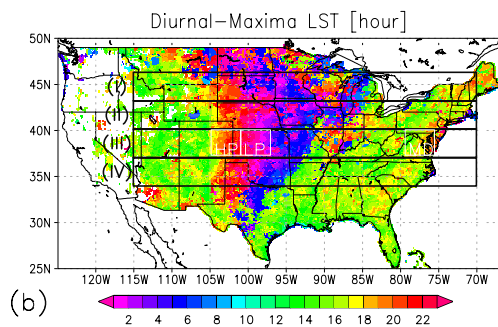 Diurnal-Maxima LST [hour]
50N
45N
(I)
(II)
40N
(III)
HP LP
(IV)
35N
30N
25N
120W 115W 110W 105W 100W 95W 90W 85W 80W 75W 70W
(b)
2 4 6 8 10 12 14 16 18 20 22